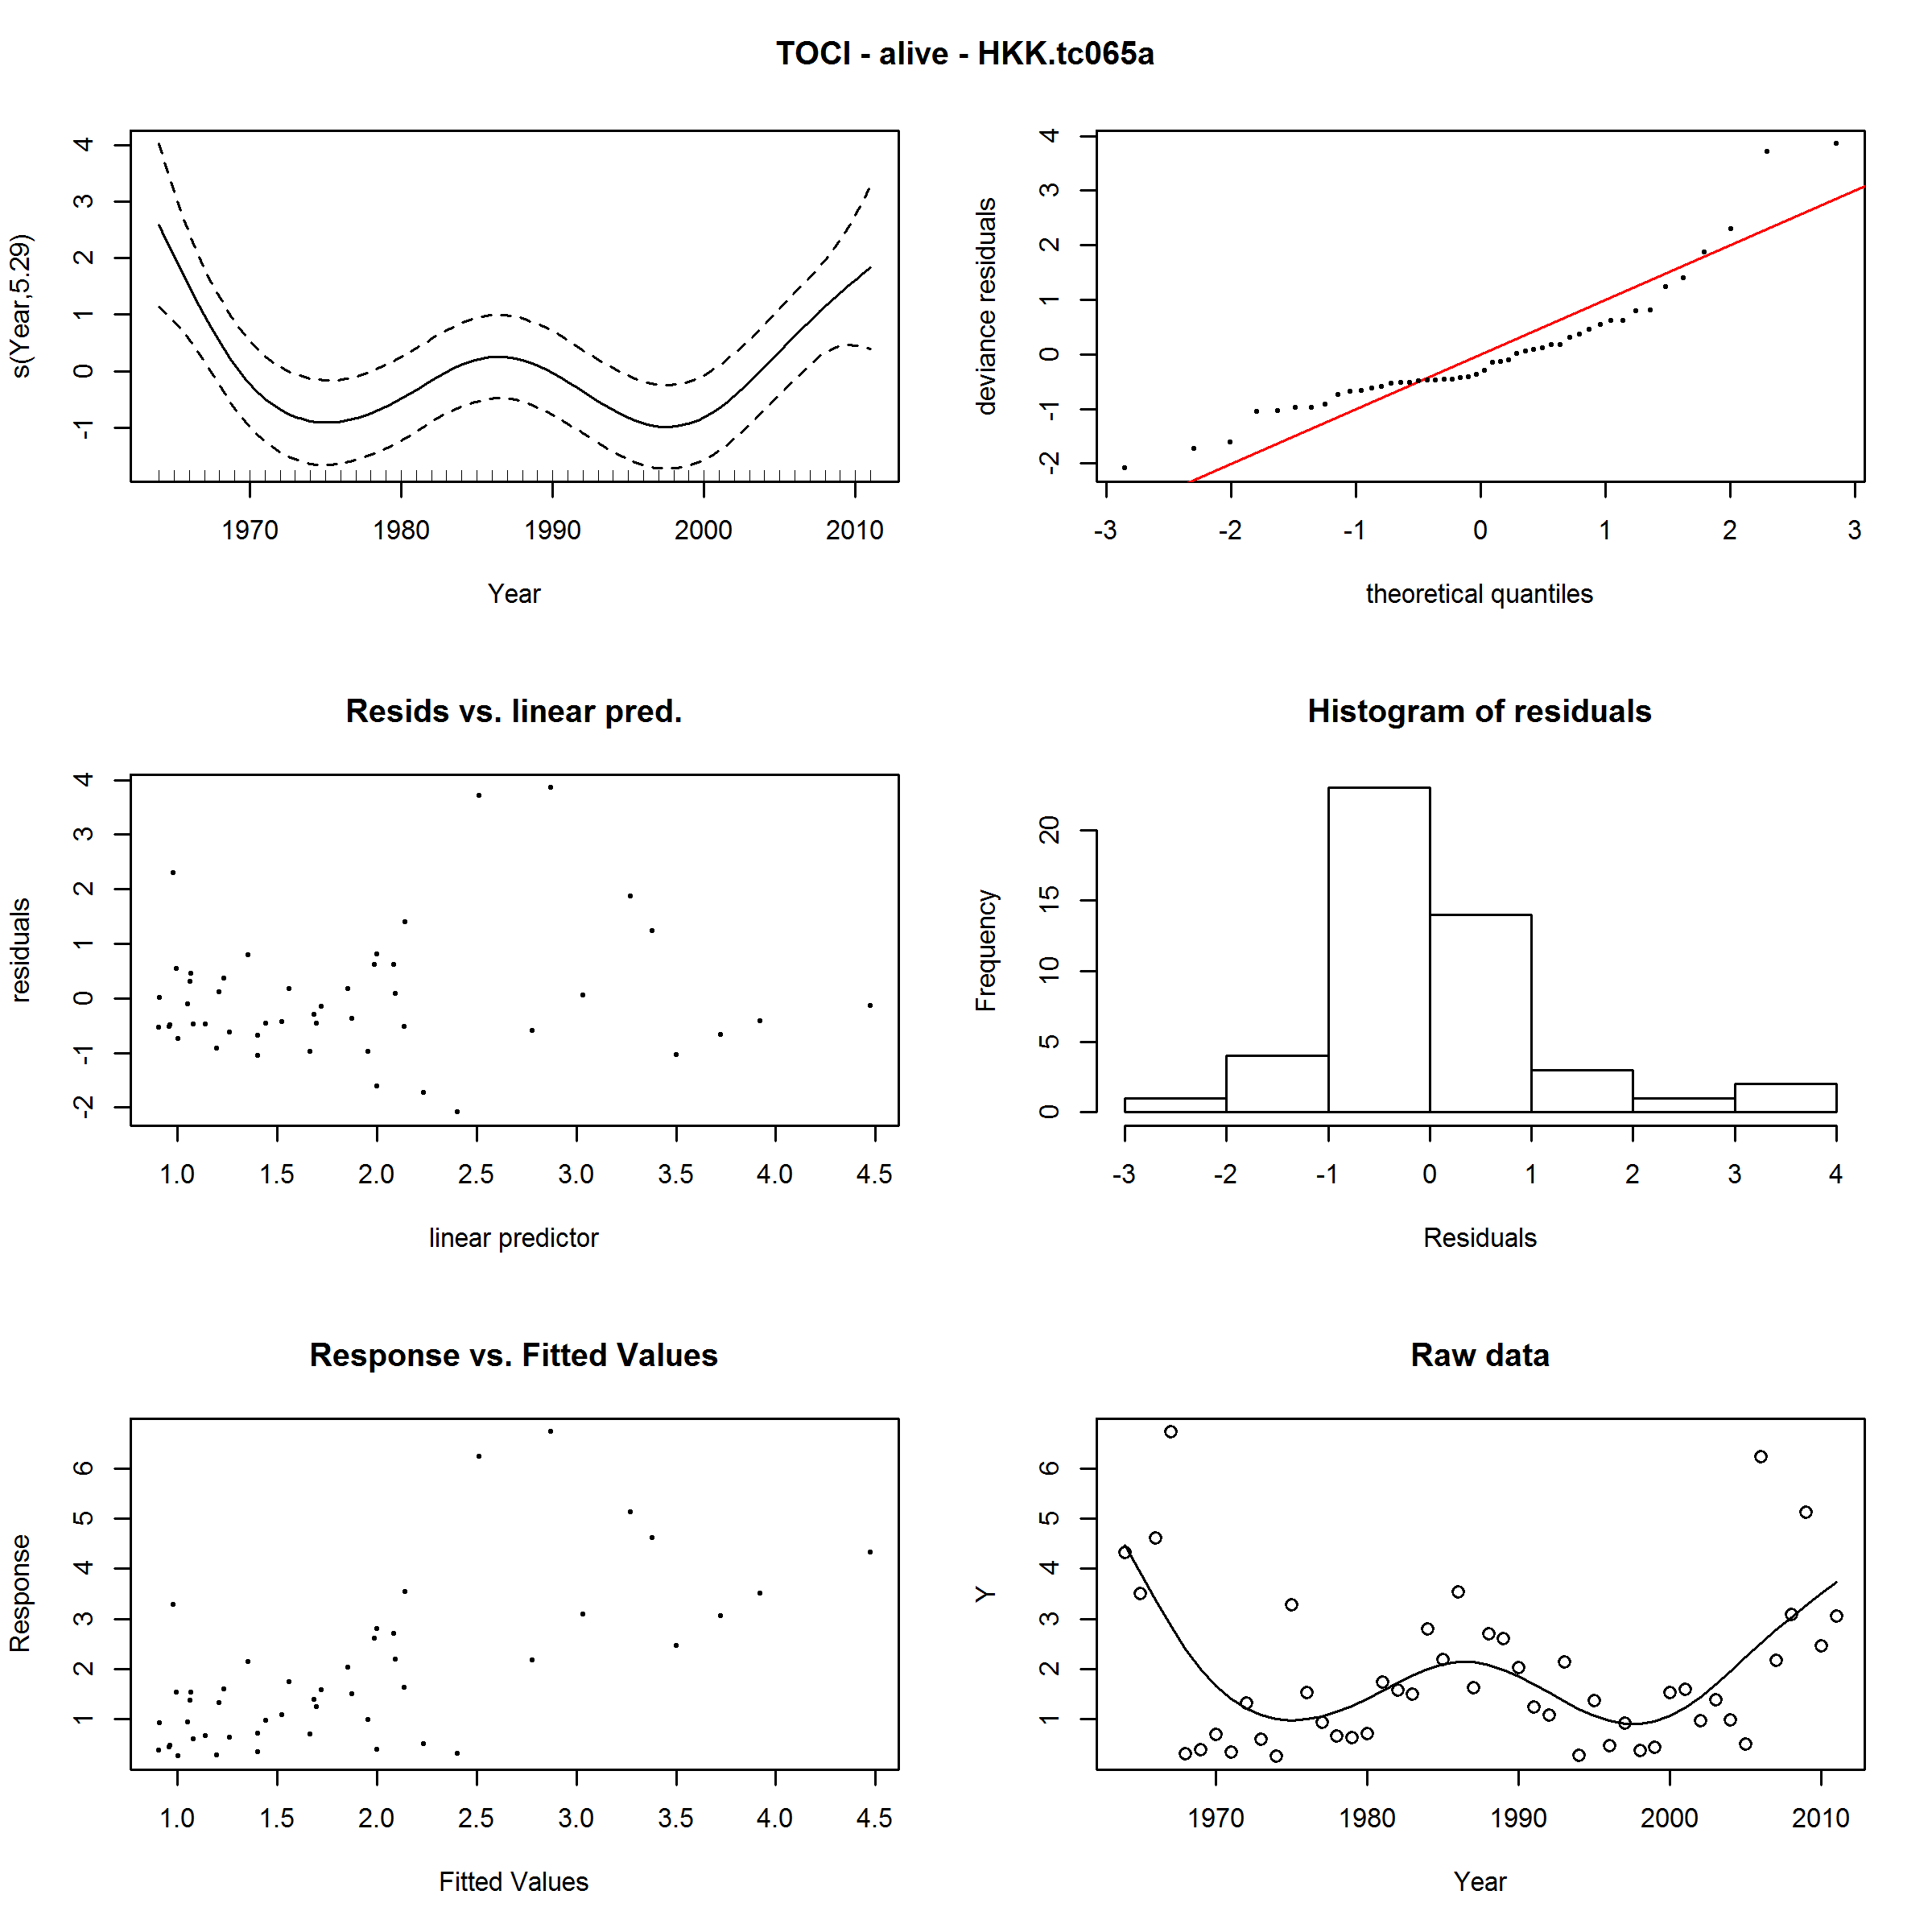 TOCI - alive - HKK.tc065a
s(Year,5.29)
4
3
2
1
0
-1
1970 1980 1990 2000 2010
Year
deviance residuals
4
3
2
1
0
-1
-2
-3 -2 -1 0 1 2 3
theoretical quantiles
Resids vs. linear pred.
residuals
4
3
2
1
0
-1
-2
1.0 1.5 2.0 2.5 3.0 3.5 4.0 4.5
linear predictor
Histogram of residuals
Frequency
20
15
10
5
0
-3 -2 -1 0 1 2 3 4
Residuals
Response vs. Fitted Values
Response
6
5
4
3
2
1
1.0 1.5 2.0 2.5 3.0 3.5 4.0 4.5
Fitted Values
Raw data
Y
6
5
4
3
2
1
1970 1980 1990 2000 2010
Year